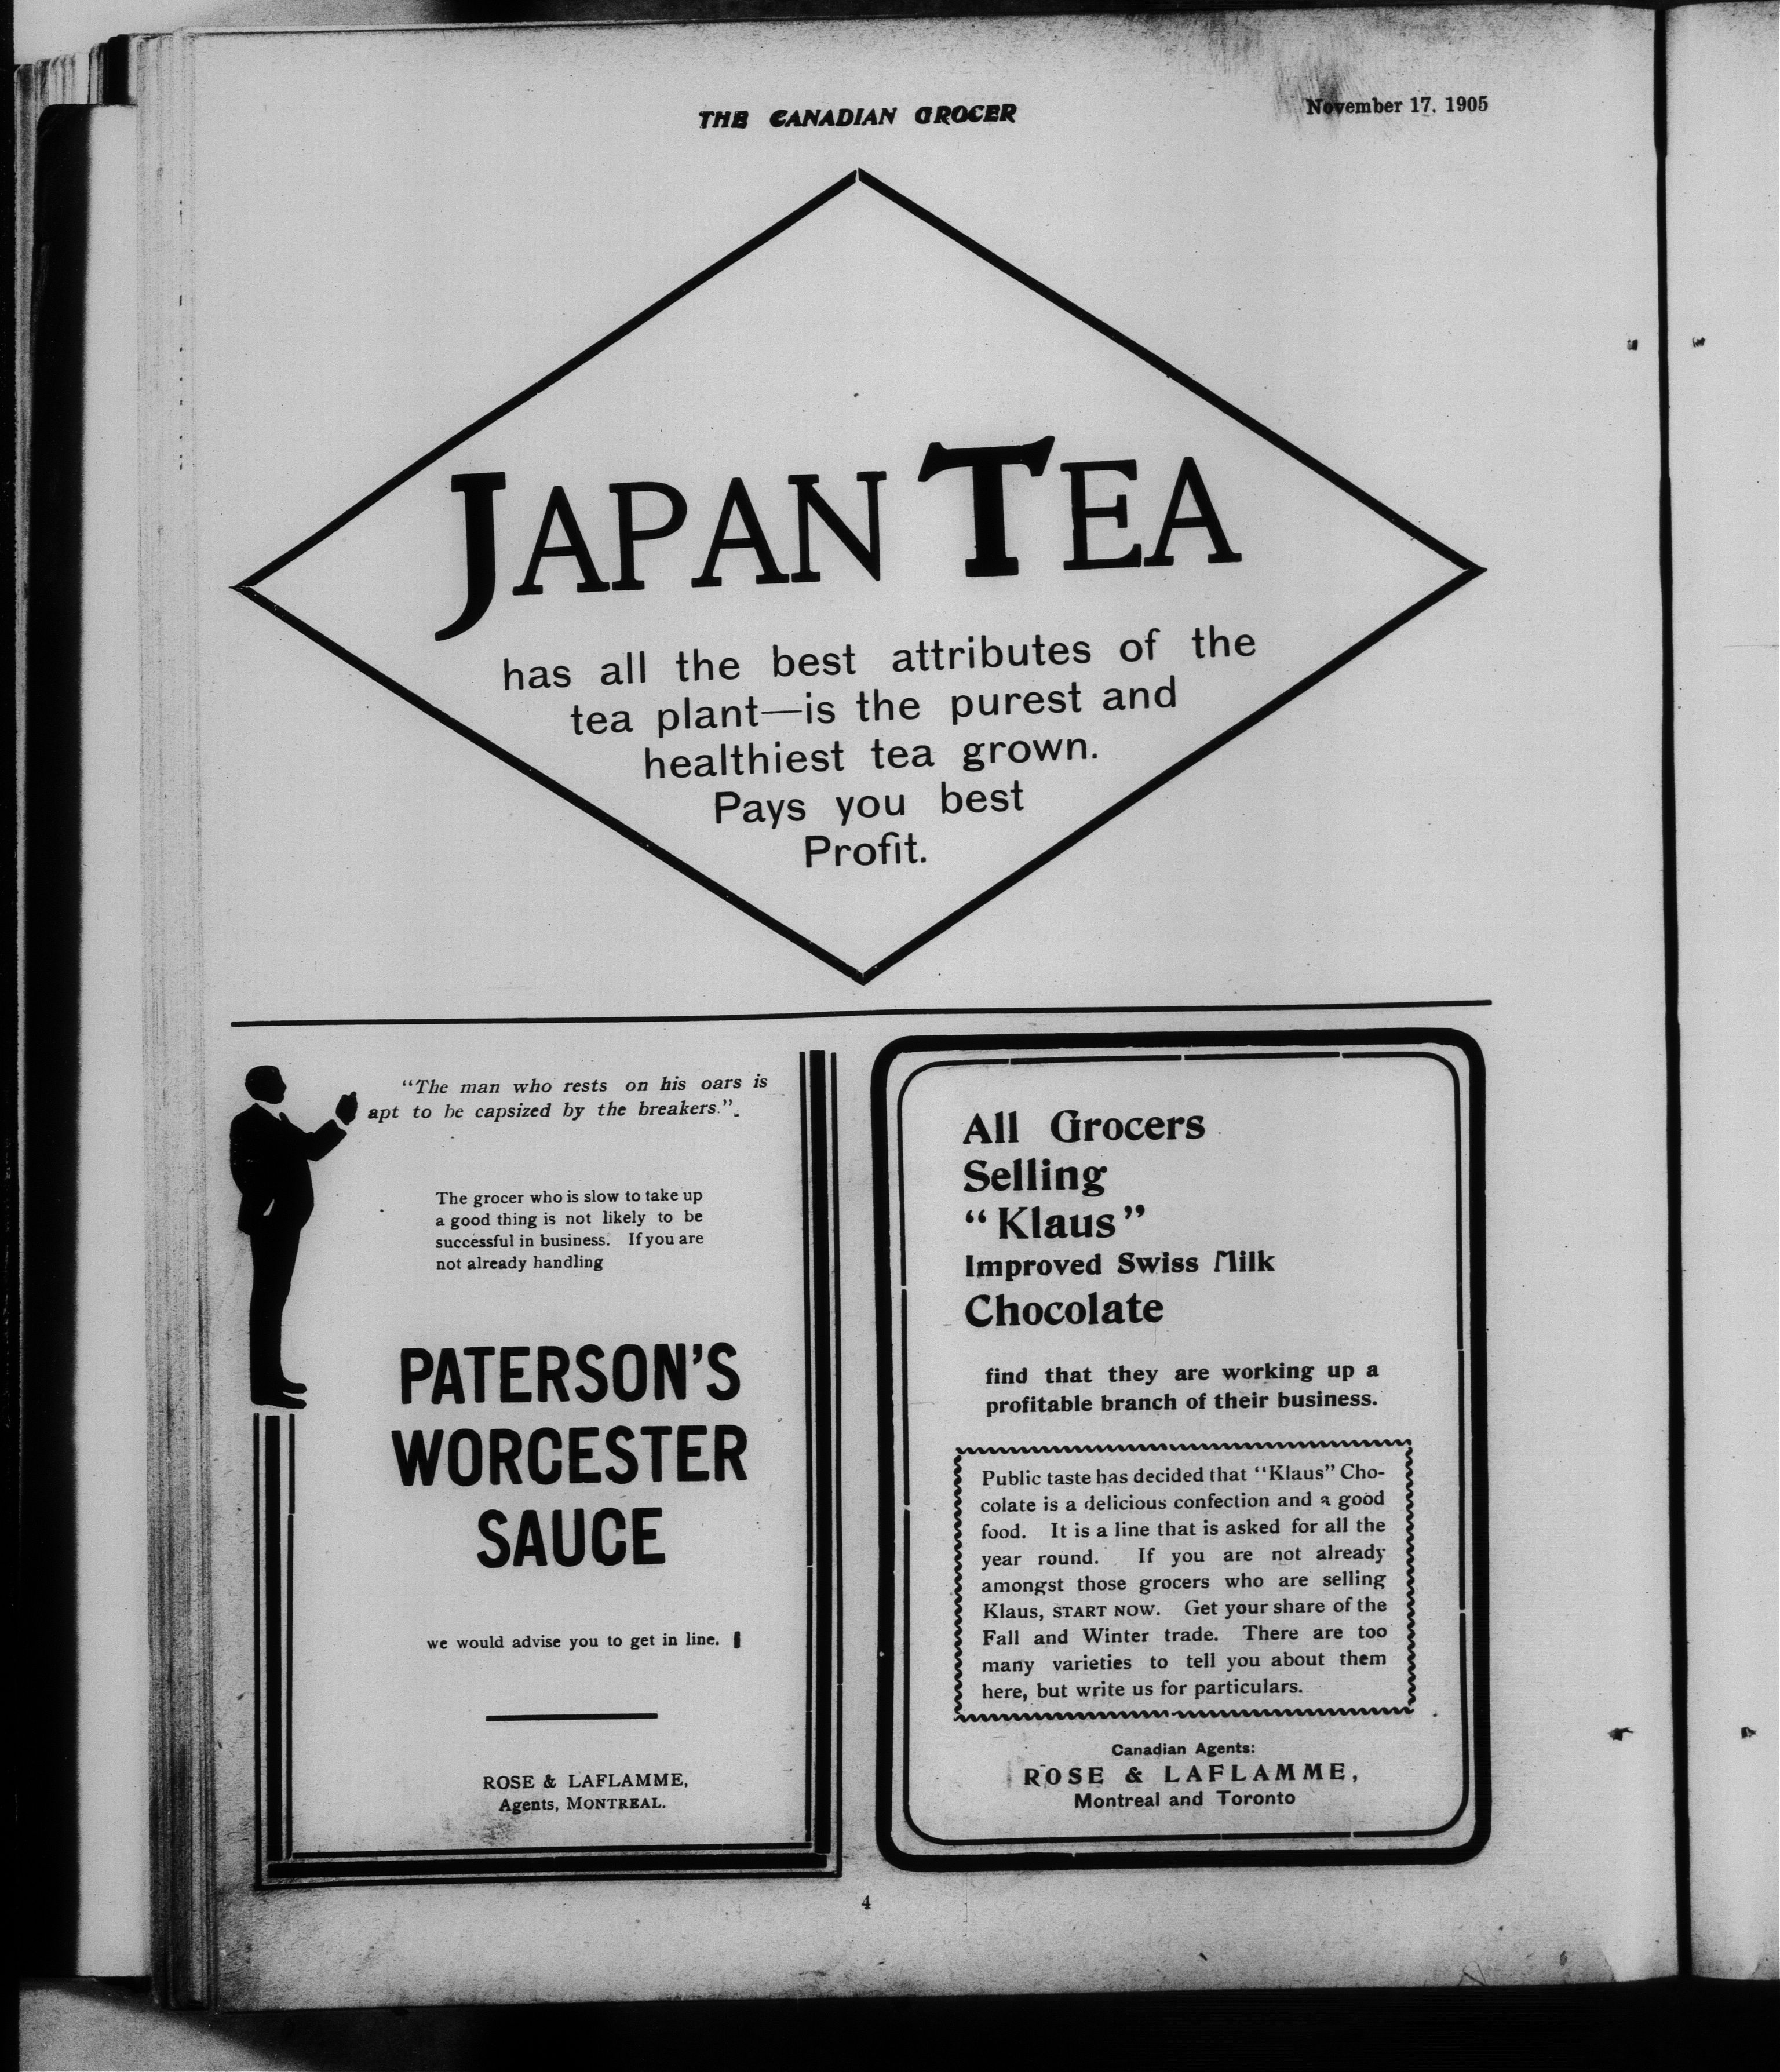 THE CANADIAN GROCER
November 17, 1905
JAPAN TEA
has all the best attributes of the
tea plant—is the purest and
healthiest tea grown.
Pays you best
Profit.
"The man who rests on his oars is
apt to be capsized by the breakers."
The grocer who is slow to take up
a good thing is not likely to be
successful in business. If you are
not already handling
PATERSON'S
WORCESTER
SAUCE
we would advise you to get in line.
ROSE & LAFLAMME,
Agents, MONTREAL.
All Grocers
Selling
"Klaus"
Improved Swiss Milk
Chocolate
find that they are working up a
profitable branch of their business.
Public taste has decided that "Klaus" Cho-
colate is a delicious confection and a good
food. It is a line that is asked for all the
year round. If you are not already
amongst those grocers who are selling
Klaus, START NOW. Get your share of the
Fall and Winter trade. There are too
many varieties to tell you about them
here, but write us for particulars.
Canadian Agents:
ROSE & LAFLAMME,
Montreal and Toronto
4